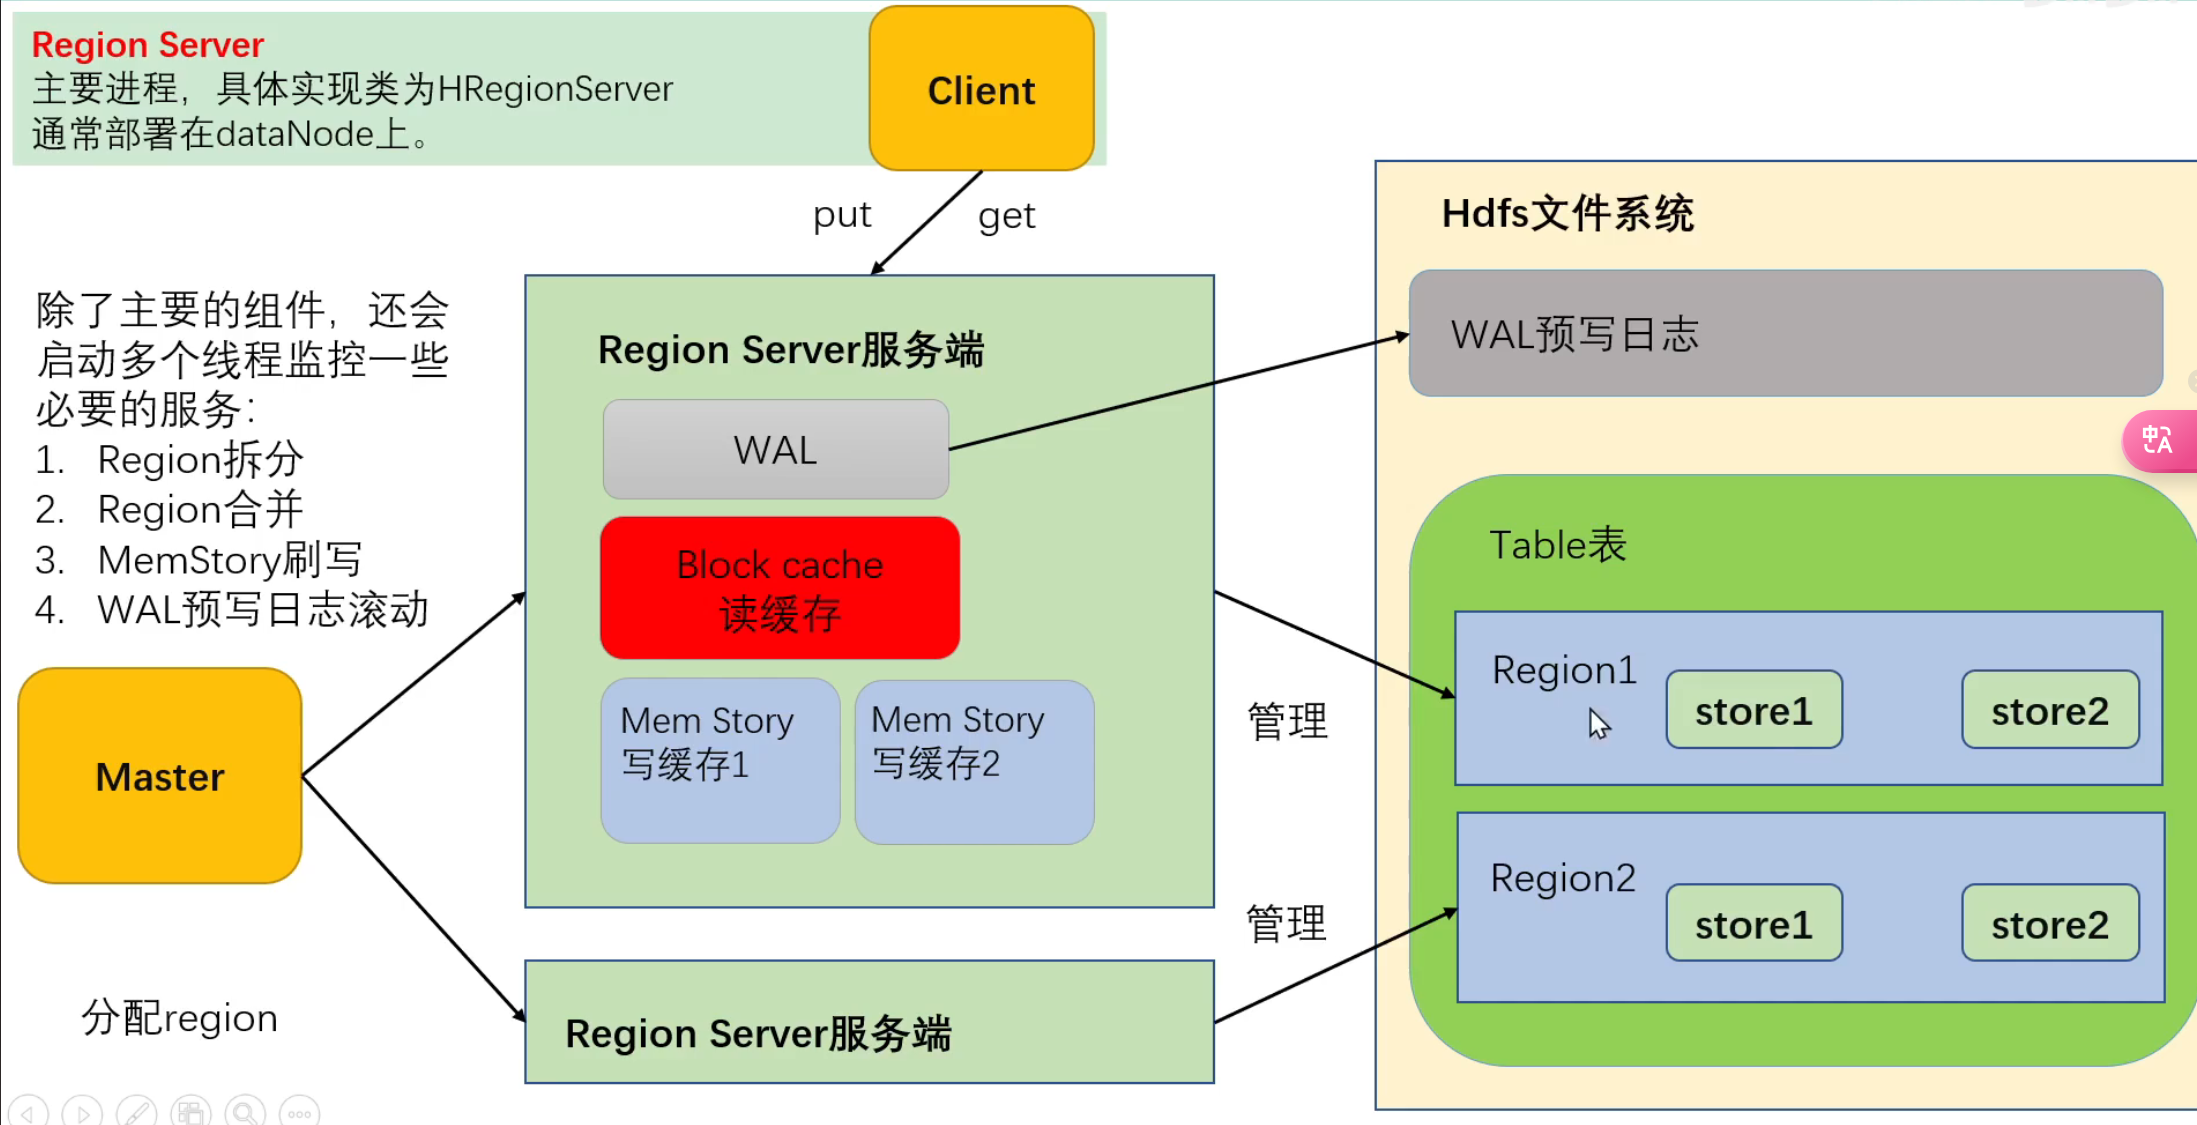 Region Server
主要进程，具体实现类为HRegionServer
通常部署在dataNode上。
Client
put
get
除了主要的组件，还会
启动多个线程监控一些
必要的服务：
1. Region拆分
2. Region合并
3. MemStory刷写
4. WAL预写日志滚动
Master
分配region
Region Server服务端
WAL
Block cache
读缓存
Mem Story
写缓存1
Mem Story
写缓存2
Region Server服务端
管理
管理
Hdfs文件系统
WAL预写日志
Table表
Region1
store1
store2
Region2
store1
store2
中A